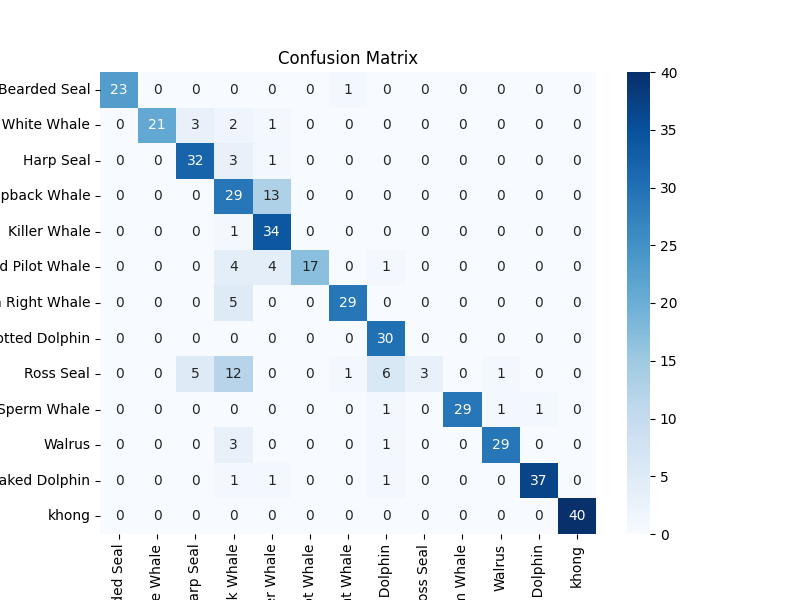 Confusion Matrix
Bearded Seal 23 0 0 0 0 0 1 0 0 0 0 0 0
White Whale 0 21 3 2 1 0 0 0 0 0 0 0 0
Harp Seal 0 0 32 3 1 0 0 0 0 0 0 0 0
pback Whale 0 0 0 29 13 0 0 0 0 0 0 0 0
Killer Whale 0 0 0 1 34 0 0 0 0 0 0 0 0
d Pilot Whale 0 0 0 4 4 17 0 1 0 0 0 0 0
Right Whale 0 0 0 5 0 0 29 0 0 0 0 0 0
otted Dolphin 0 0 0 0 0 0 0 30 0 0 0 0 0
Ross Seal 0 0 5 12 0 0 1 6 3 0 1 0 0
Sperm Whale 0 0 0 0 0 0 0 1 0 29 1 1 0
Walrus 0 0 0 3 0 0 0 1 0 0 29 0 0
aked Dolphin 0 0 0 1 1 0 0 1 0 0 0 37 0
khong 0 0 0 0 0 0 0 0 0 0 0 0 40
ded Seal
e Whale
arp Seal
k Whale
er Whale
ot Whale
nt Whale
Dolphin
oss Seal
m Whale
Walrus
Dolphin
khong
40
35
30
25
20
15
10
5
0